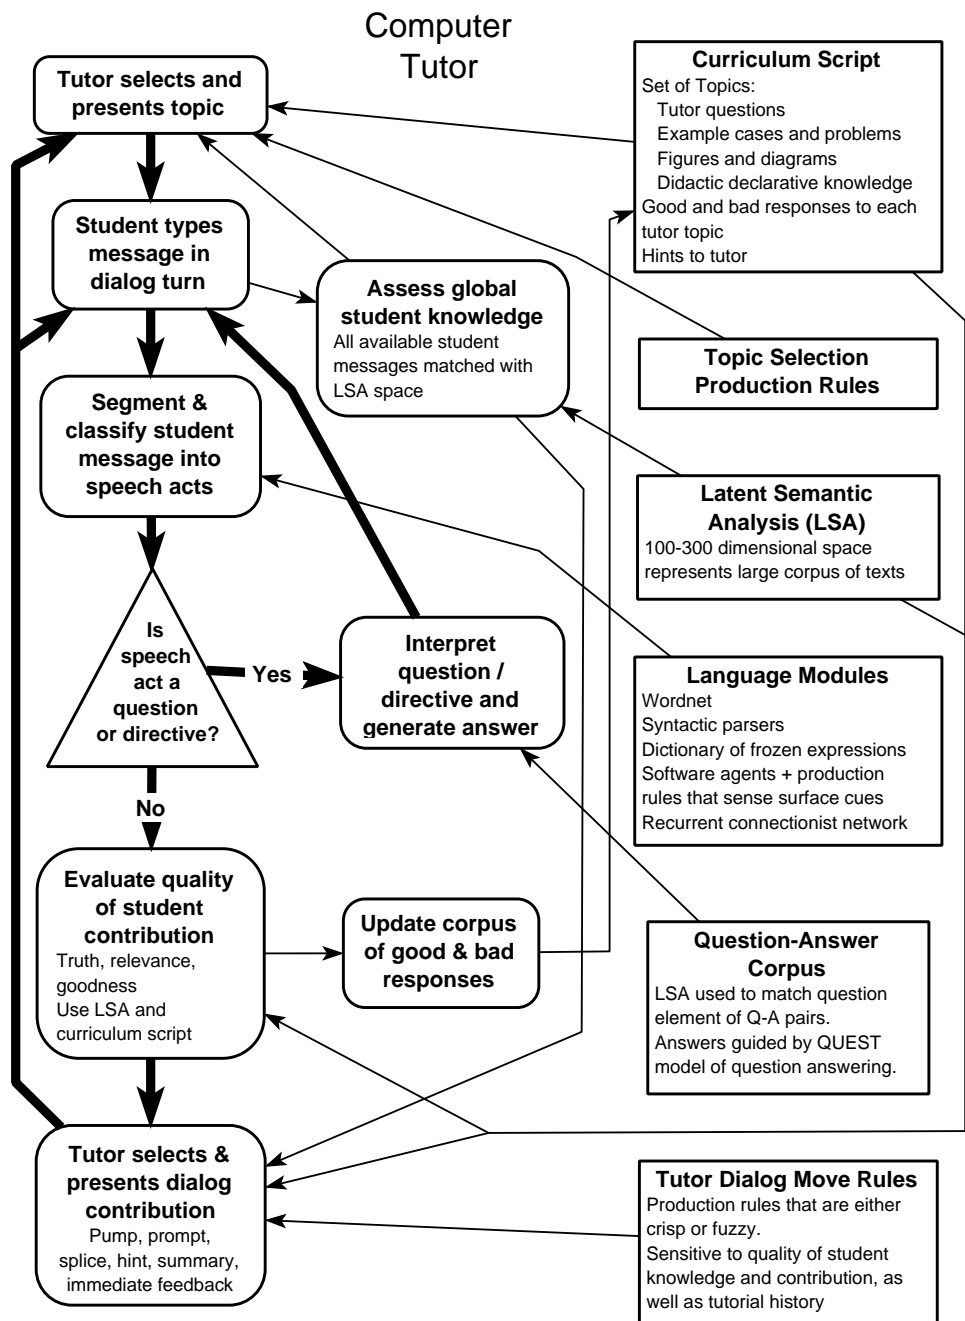 Computer
Tutor
Tutor selects and
presents topic
Student types
message in
dialog turn
Assess global
student knowledge
All available student
messages matched with
LSA space
Segment &
classify student
message into
speech acts
Is
speech
act a
question
or directive?
Yes
Interpret
question /
directive and
generate answer
No
Evaluate quality
of student
contribution
Truth, relevance,
goodness
Use LSA and
curriculum script
Update corpus
of good & bad
responses
Tutor selects &
presents dialog
contribution
Pump, prompt,
splice, hint, summary,
immediate feedback
Curriculum Script
Set of Topics:
Tutor questions
Example cases and problems
Figures and diagrams
Didactic declarative knowledge
Good and bad responses to each
tutor topic
Hints to tutor
Topic Selection
Production Rules
Latent Semantic
Analysis (LSA)
100-300 dimensional space
represents large corpus of texts
Language Modules
Wordnet
Syntactic parsers
Dictionary of frozen expressions
Software agents + production
rules that sense surface cues
Recurrent connectionist network
Question-Answer
Corpus
LSA used to match question
element of Q-A pairs.
Answers guided by QUEST
model of question answering.
Tutor Dialog Move Rules
Production rules that are either
crisp or fuzzy.
Sensitive to quality of student
knowledge and contribution, as
well as tutorial history